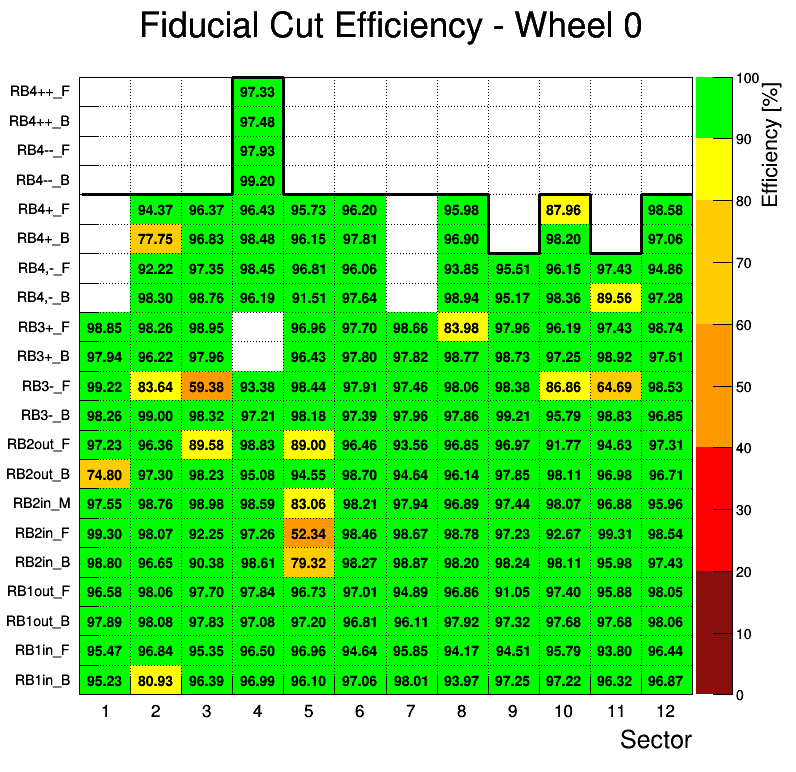 Fiducial Cut Efficiency - Wheel 0
RB4++_F 97.33
RB4++_B 97.48
RB4--_F 97.93
RB4--_B 99.20
RB4+_F 94.37 96.37 96.43 95.73 96.20 95.98 87.96 98.58
RB4+_B 77.75 96.83 98.48 96.15 97.81 96.90 98.20 97.06
RB4,-_F 92.22 97.35 98.45 96.81 96.06 93.85 95.51 96.15 97.43 94.86
RB4,-_B 98.30 98.76 96.19 91.51 97.64 98.94 95.17 98.36 89.56 97.28
RB3+_F 98.85 98.26 98.95 96.96 97.70 98.66 83.98 97.96 96.19 97.43 98.74
RB3+_B 97.94 96.22 97.96 96.43 97.80 97.82 98.77 98.73 97.25 98.92 97.61
RB3-_F 99.22 83.64 59.38 93.38 98.44 97.91 97.46 98.06 98.38 86.86 64.69 98.53
RB3-_B 98.26 99.00 98.32 97.21 98.18 97.39 97.96 97.86 99.21 95.79 98.83 96.85
RB2out_F 97.23 96.36 89.58 98.83 89.00 96.46 93.56 96.85 96.97 91.77 94.63 97.31
RB2out_B 74.80 97.30 98.23 95.08 94.55 98.70 94.64 96.14 97.85 98.11 96.98 96.71
RB2in_M 97.55 98.76 98.98 98.59 83.06 98.21 97.94 96.89 97.44 98.07 96.88 95.96
RB2in_F 99.30 98.07 92.25 97.26 52.34 98.46 98.67 98.78 97.23 92.67 99.31 98.54
RB2in_B 98.80 96.65 90.38 98.61 79.32 98.27 98.87 98.20 98.24 98.11 95.98 97.43
RB1out_F 96.58 98.06 97.70 97.84 96.73 97.01 94.89 96.86 91.05 97.40 95.88 98.05
RB1out_B 97.89 98.08 97.83 97.08 97.20 96.81 96.11 97.92 97.32 97.68 97.68 98.06
RB1in_F 95.47 96.84 95.35 96.50 96.96 94.64 95.85 94.17 94.51 95.79 93.80 96.44
RB1in_B 95.23 80.93 96.39 96.99 96.10 97.06 98.01 93.97 97.25 97.22 96.32 96.87
1 2 3 4 5 6 7 8 9 10 11 12
Sector
100
90
80
70
60
50
40
30
20
10
0
Efficiency [%]